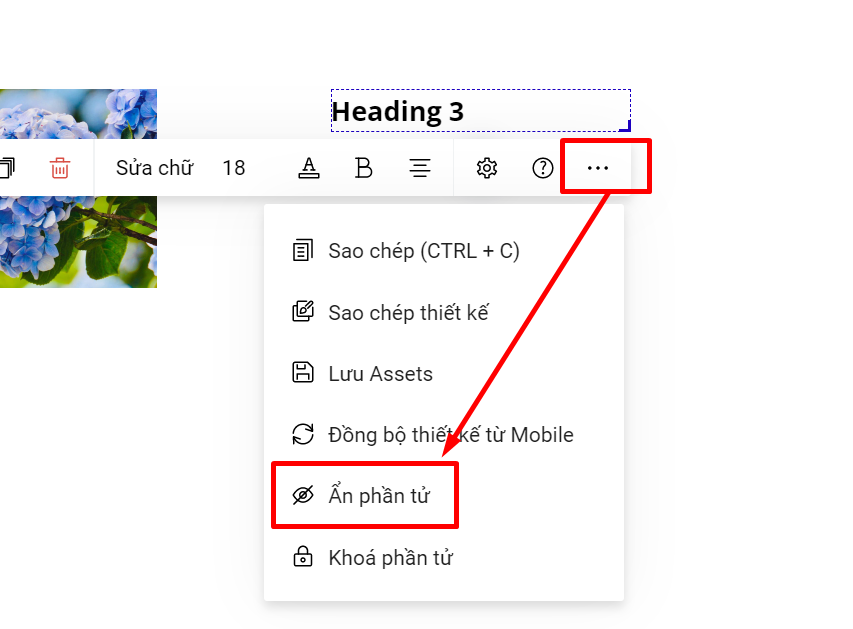 Heading 3
Sửa chữ 18 A B ?
Sao chép (CTRL + C)
Sao chép thiết kế
Lưu Assets
Đồng bộ thiết kế từ Mobile
Ẩn phần tử
Khoá phần tử